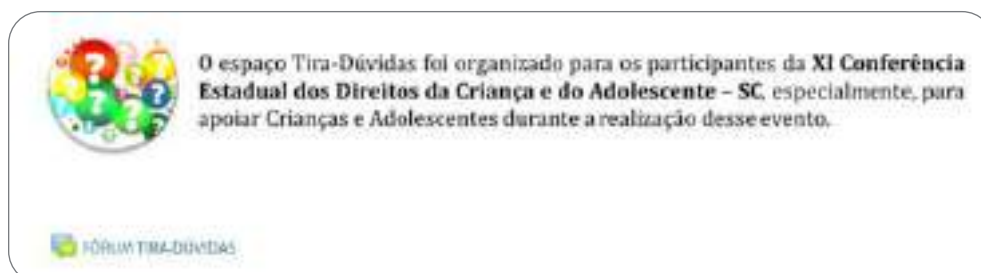 O espaço Tira-Dúvidas foi organizado para os participantes da XI Conferência
Estadual dos Direitos da Criança e do Adolescente – SC, especialmente, para
apoiar Crianças e Adolescentes durante a realização desse evento.
FÓRUM TIRA-DÚVIDAS